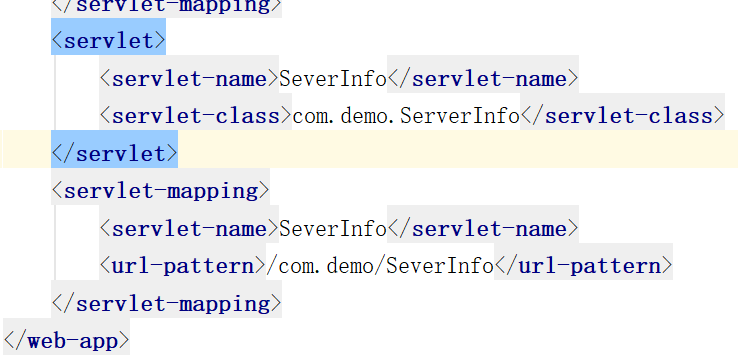 </servlet-mapping>
<servlet>
<servlet-name>SeverInfo</servlet-name>
<servlet-class>com.demo.ServerInfo</servlet-class>
</servlet>
<servlet-mapping>
<servlet-name>SeverInfo</servlet-name>
<url-pattern>/com.demo/SeverInfo</url-pattern>
</servlet-mapping>
</web-app>